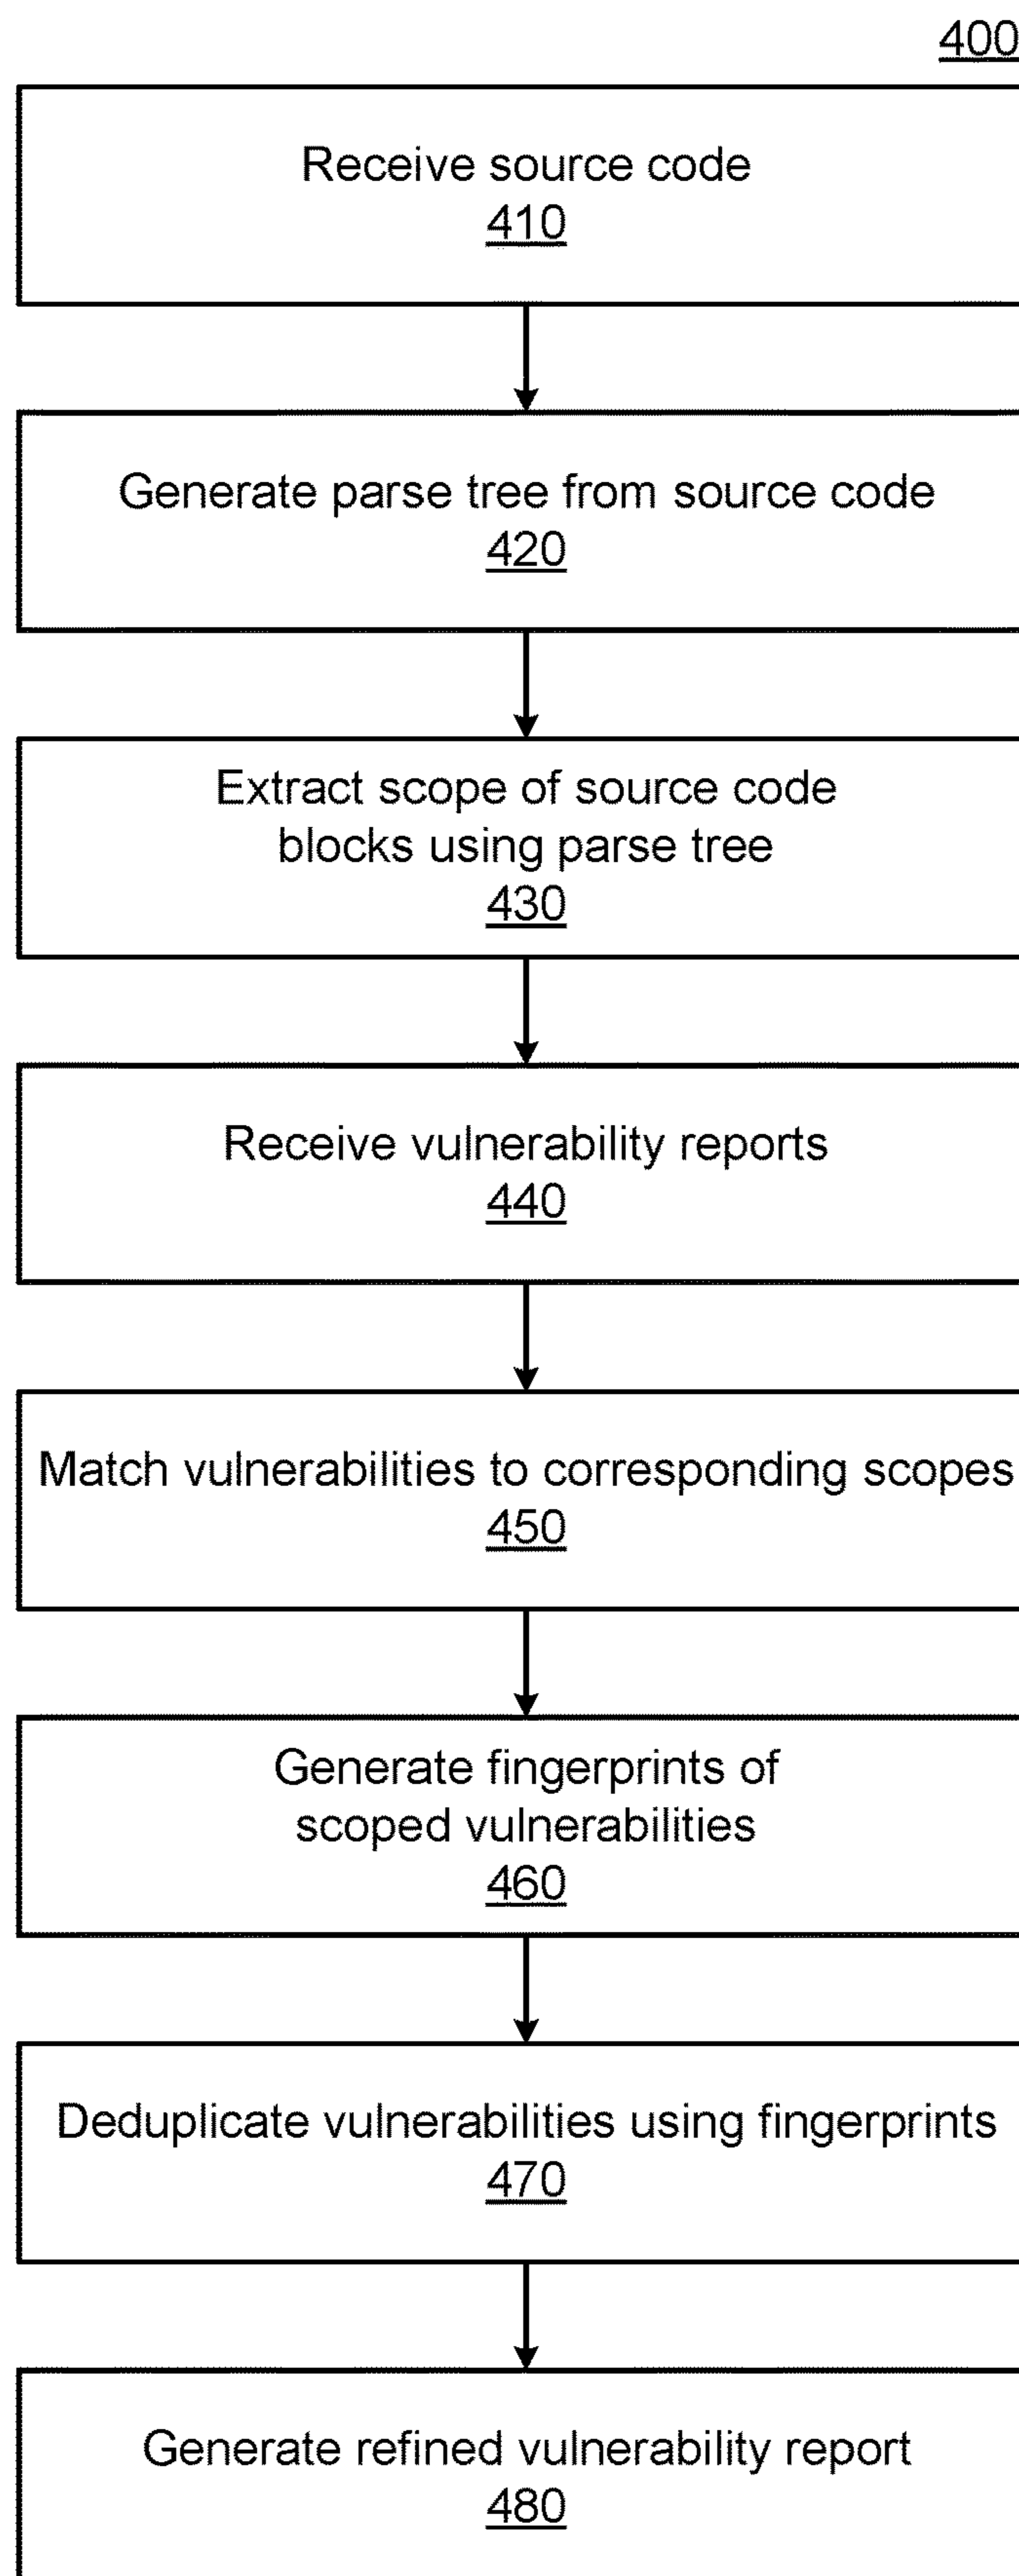 400
Receive source code
410
Generate parse tree from source code
420
Extract scope of source code
blocks using parse tree
430
Receive vulnerability reports
440
Match vulnerabilities to corresponding scopes
450
Generate fingerprints of
scoped vulnerabilities
460
Deduplicate vulnerabilities using fingerprints
470
Generate refined vulnerability report
480